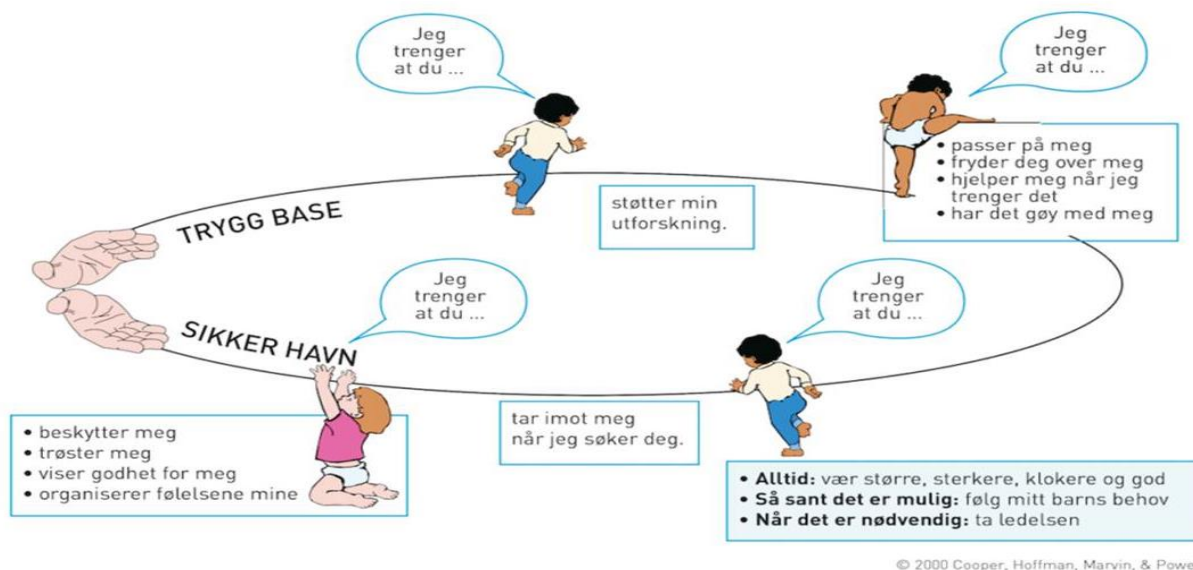 Jeg
trenger
at du ...
Jeg
trenger
at du ...
• passer på meg
• fryder deg over meg
• hjelper meg når jeg
trenger det
• har det gøy med meg
støtter min
utforskning.
TRYGG BASE
SIKKER HAVN
Jeg
trenger
at du ...
Jeg
trenger
at du ...
• beskytter meg
• trøster meg
• viser godhet for meg
• organiserer følelsene mine
tar imot meg
når jeg søker deg.
• Alltid: vær større, sterkere, klokere og god
• Så sant det er mulig: følg mitt barns behov
• Når det er nødvendig: ta ledelsen
© 2000 Cooper, Hoffman, Marvin, & Powe